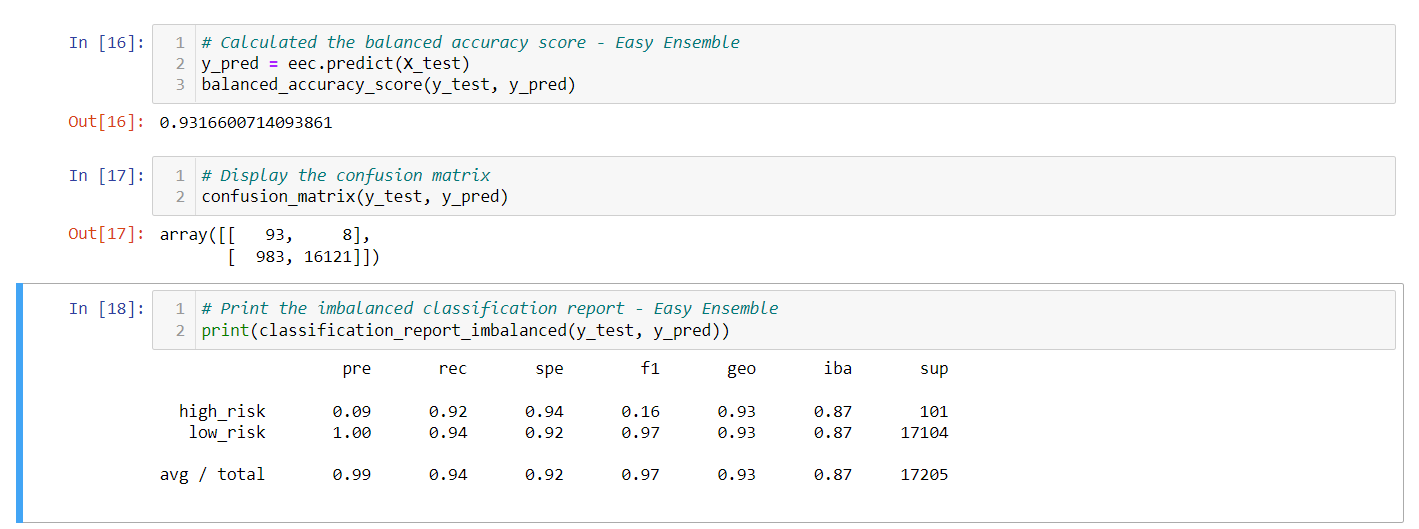 In [16]:
1 # Calculated the balanced accuracy score - Easy Ensemble
2 y_pred = eec.predict(X_test)
3 balanced_accuracy_score(y_test, y_pred)
Out[16]: 0.9316600714093861
In [17]:
1 # Display the confusion matrix
2 confusion_matrix(y_test, y_pred)
Out[17]: array([[   93,     8],
       [  983, 16121]])
In [18]:
1 # Print the imbalanced classification report - Easy Ensemble
2 print(classification_report_imbalanced(y_test, y_pred))
pre rec spe f1 geo iba sup
high_risk 0.09 0.92 0.94 0.16 0.93 0.87 101
low_risk 1.00 0.94 0.92 0.97 0.93 0.87 17104
avg / total 0.99 0.94 0.92 0.97 0.93 0.87 17205